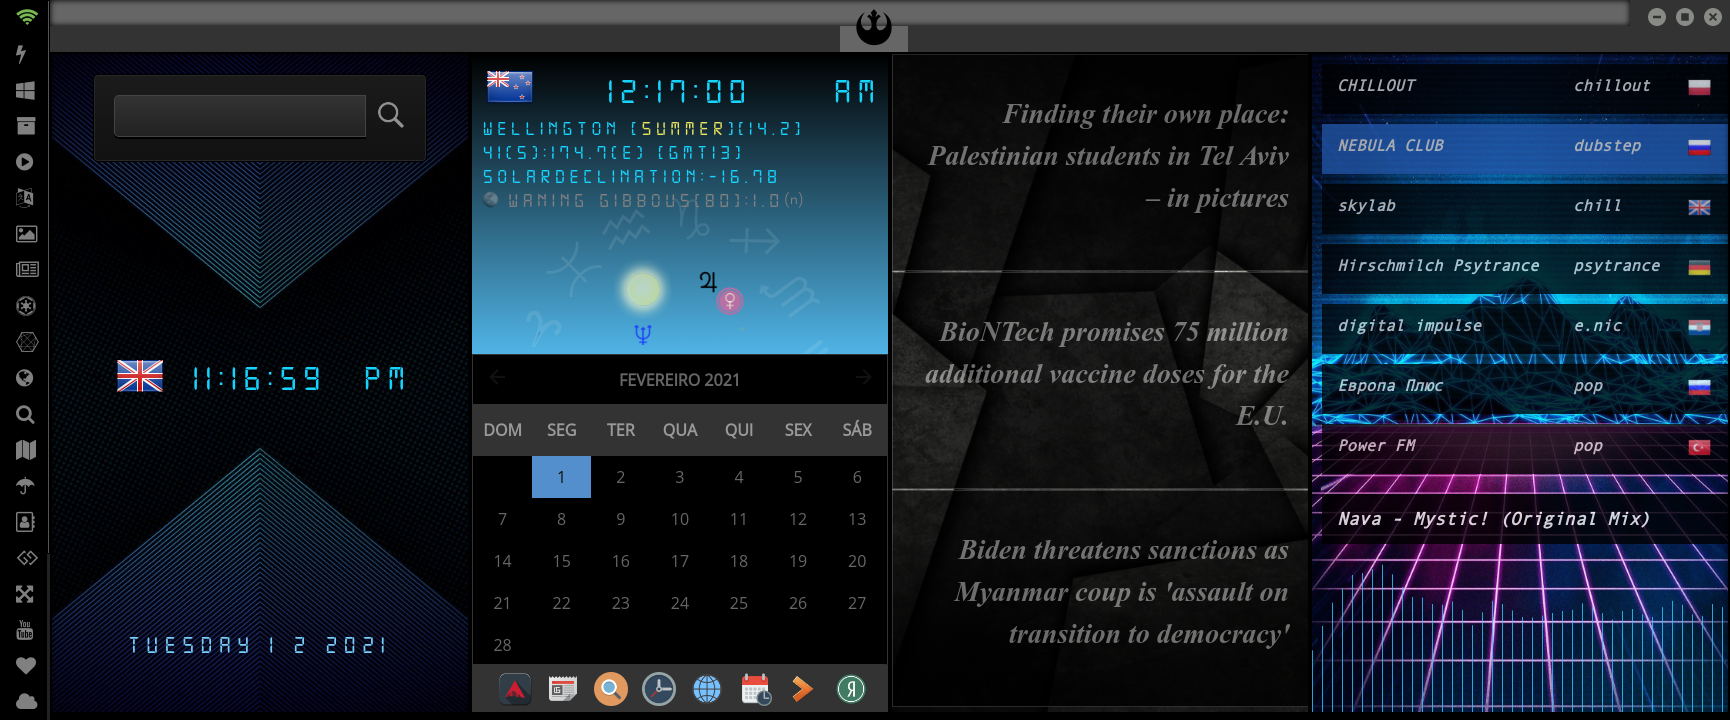 11:16:59 PM
TUESDAY 1 2 2021
12:17:00 AM
WELLINGTON [SUMMER][14.2]
41(S):174.7(E) [GMT13]
SOLARDECLINATION:-16.78
WANING GIBBOUS[80]:1.0(n)
FEVEREIRO 2021
DOM SEG TER QUA QUI SEX SÁB
1 2 3 4 5 6
7 8 9 10 11 12 13
14 15 16 17 18 19 20
21 22 23 24 25 26 27
28
Finding their own place:
Palestinian students in Tel Aviv
– in pictures
BioNTech promises 75 million
additional vaccine doses for the
E.U.
Biden threatens sanctions as
Myanmar coup is 'assault on
transition to democracy'
CHILLOUT chillout
NEBULA CLUB dubstep
skylab chill
Hirschmilch Psytrance psytrance
digital impulse e.nic
Европа Плюс pop
Power FM pop
Nava - Mystic! (Original Mix)
You
Tube
Я